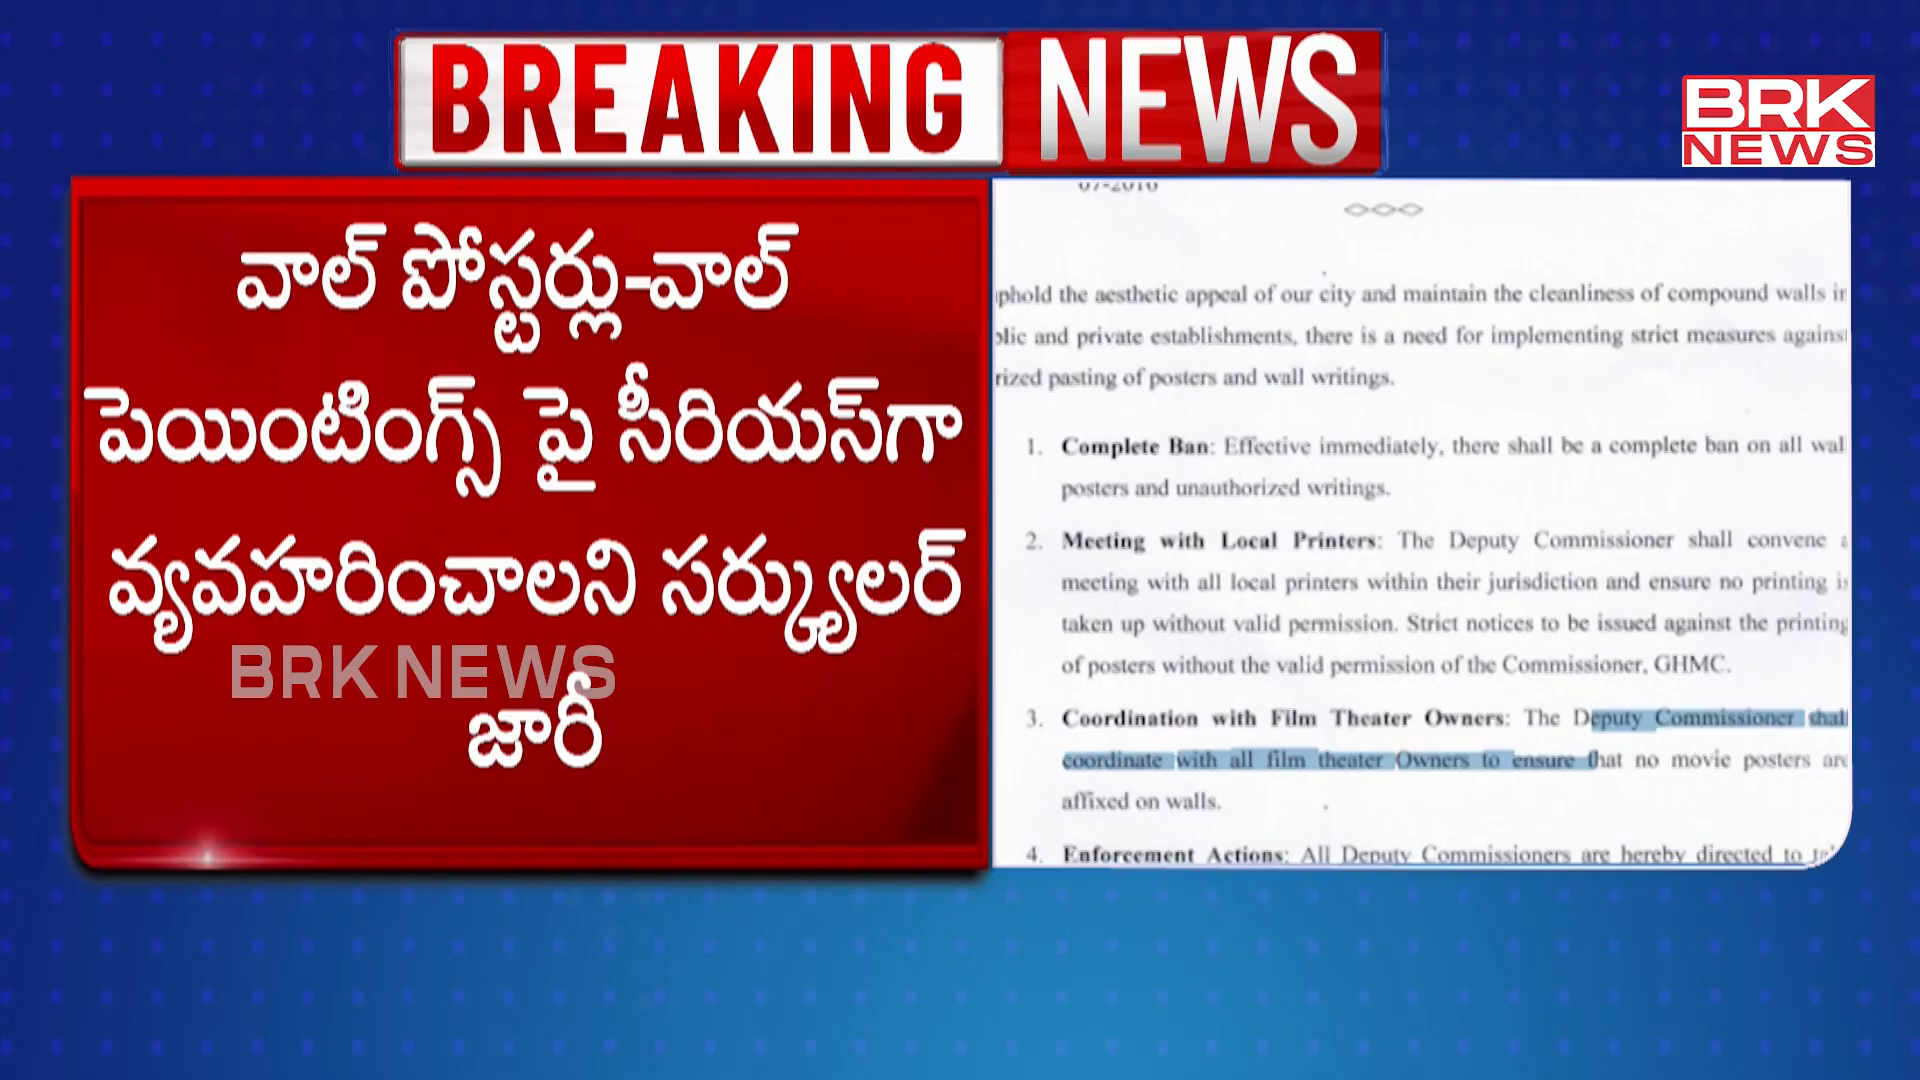 BREAKING NEWS
BRK
NEWS
వాల్ పోస్టర్లు-వాల్
పెయింటింగ్స్ పై సీరియస్‌గా
వ్యవహరించాలని సర్క్యులర్
జారీ
BRK NEWS
phold the aesthetic appeal of our city and maintain the cleanliness of compound walls in
blic and private establishments, there is a need for implementing strict measures against
rized pasting of posters and wall writings.
1. Complete Ban: Effective immediately, there shall be a complete ban on all wal
posters and unauthorized writings.
2. Meeting with Local Printers: The Deputy Commissioner shall convene a
meeting with all local printers within their jurisdiction and ensure no printing is
taken up without valid permission. Strict notices to be issued against the printing
of posters without the valid permission of the Commissioner, GHMC.
3. Coordination with Film Theater Owners: The Deputy Commissioner shall
coordinate with all film theater Owners to ensure that no movie posters are
affixed on walls.
4. Enforcement Actions: All Deputy Commissioners are hereby directed to